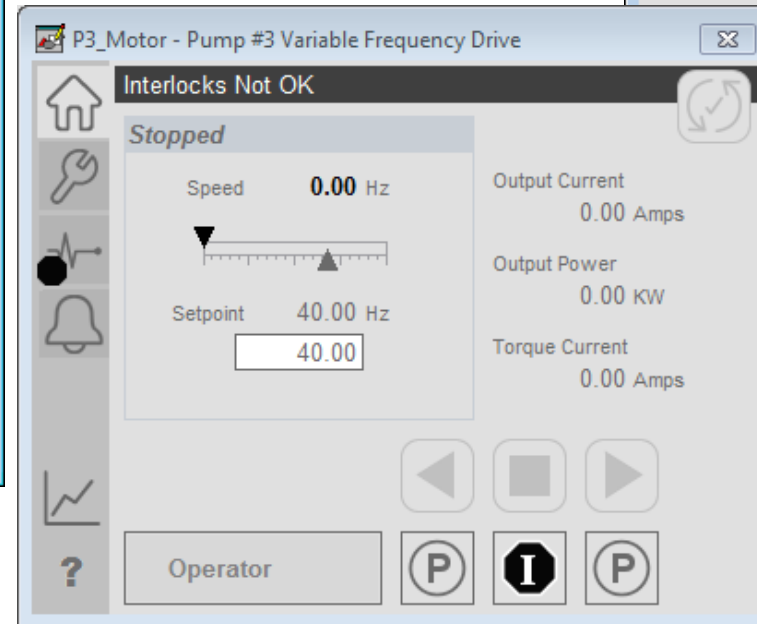 P3_Motor - Pump #3 Variable Frequency Drive
Interlocks Not OK
Stopped
Speed 0.00 Hz
Setpoint 40.00 Hz
40.00
Output Current
0.00 Amps
Output Power
0.00 KW
Torque Current
0.00 Amps
? Operator P I P